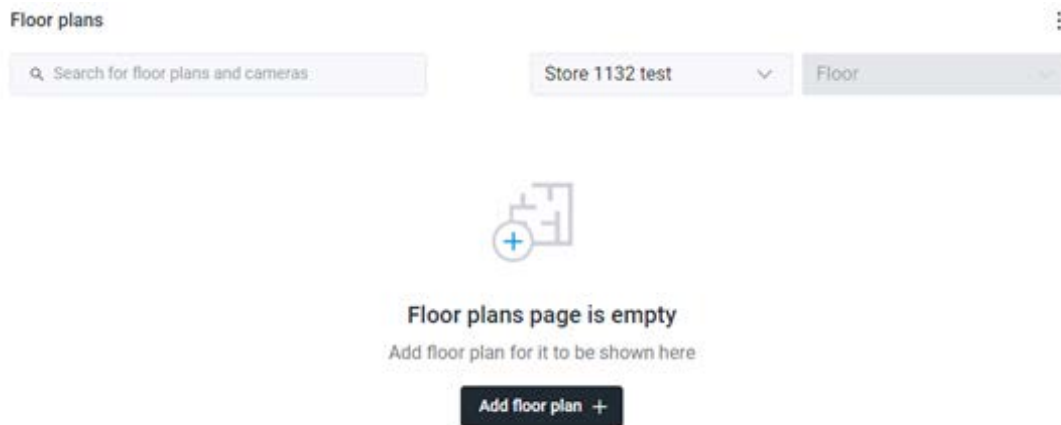 Floor plans
Search for floor plans and cameras
Store 1132 test
Floor
Floor plans page is empty
Add floor plan for it to be shown here
Add floor plan +